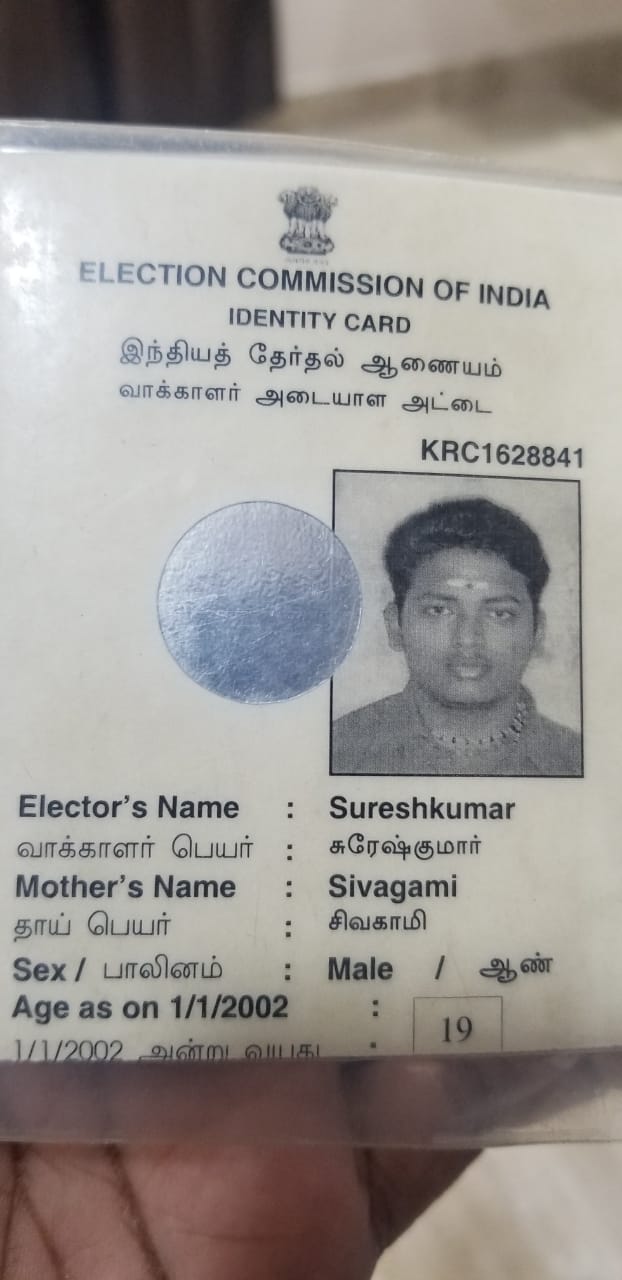 ELECTION COMMISSION OF INDIA
IDENTITY CARD
இந்தியத் தேர்தல் ஆணையம்
வாக்காளர் அடையாள அட்டை
KRC1628841
Elector's Name : Sureshkumar
வாக்காளர் பெயர் : சுரேஷ்குமார்
Mother's Name : Sivagami
தாய் பெயர் : சிவகாமி
Sex / பாலினம் : Male / ஆண்
Age as on 1/1/2002 : 19
1/1/2002 அன்று வயது :